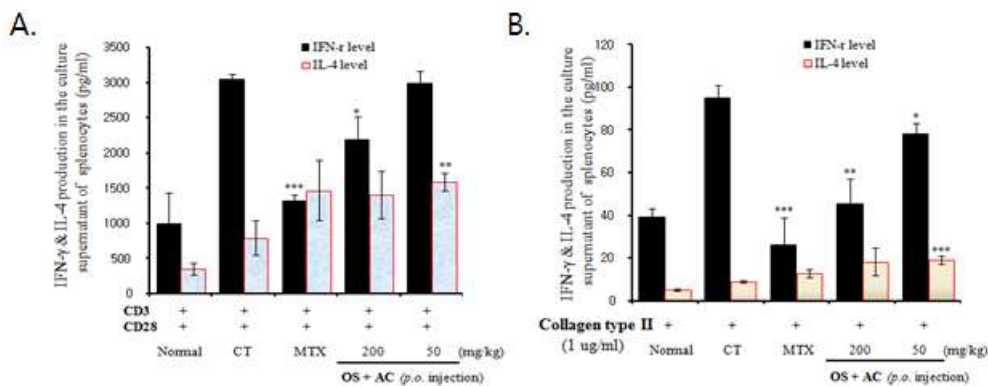 A.
IFN-γ & IL-4 production in the culture
supernatant of splenocytes (pg/ml)
3500
3000
2500
2000
1500
1000
500
0
IFN-r level
IL-4 level
***
*
**
CD3 + + + + +
CD28 + + + + +
Normal CT MTX 200 50 (mg/kg)
OS + AC (p.o. injection)
B.
IFN-γ & IL-4 production in the culture
supernatant of splenocytes (pg/ml)
120
100
80
60
40
20
0
IFN-r level
IL-4 level
***
**
*
***
Collagen type II + + + + +
(1 ug/ml)
Normal CT MTX 200 50 (mg/kg)
OS + AC (p.o. injection)